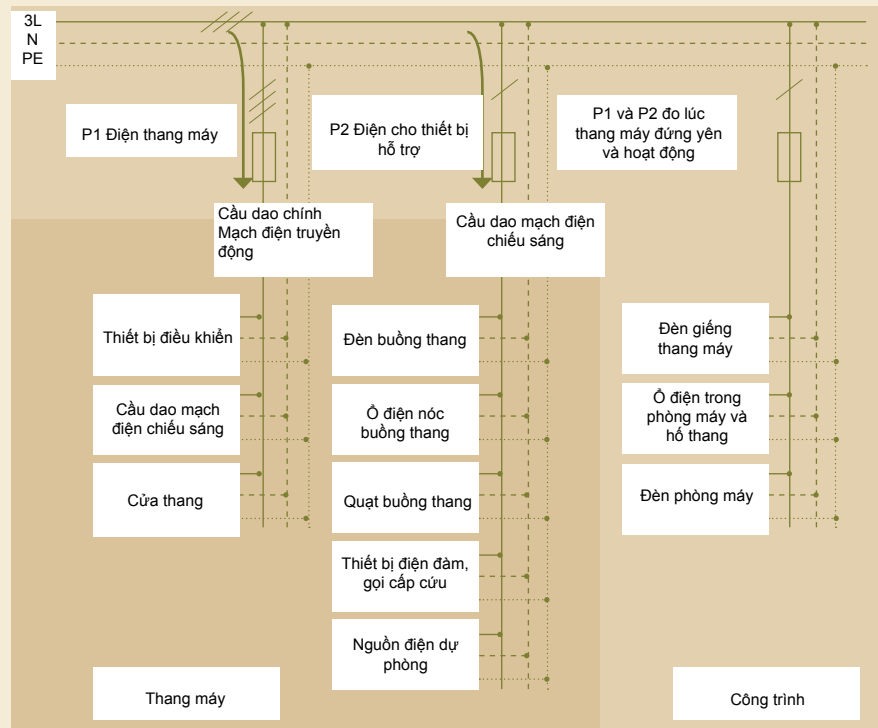 3L
N
PE
P1 Điện thang máy
P2 Điện cho thiết bị
hỗ trợ
P1 và P2 đo lúc
thang máy đứng yên
và hoạt động
Cầu dao chính
Mạch điện truyền
động
Cầu dao mạch điện
chiếu sáng
Thiết bị điều khiển
Cầu dao mạch
điện chiếu sáng
Cửa thang
Đèn buồng thang
Ổ điện nóc
buồng thang
Quạt buồng thang
Thiết bị điện đàm,
gọi cấp cứu
Nguồn điện dự
phòng
Đèn giếng
thang máy
Ổ điện trong
phòng máy và
hố thang
Đèn phòng máy
Thang máy
Công trình